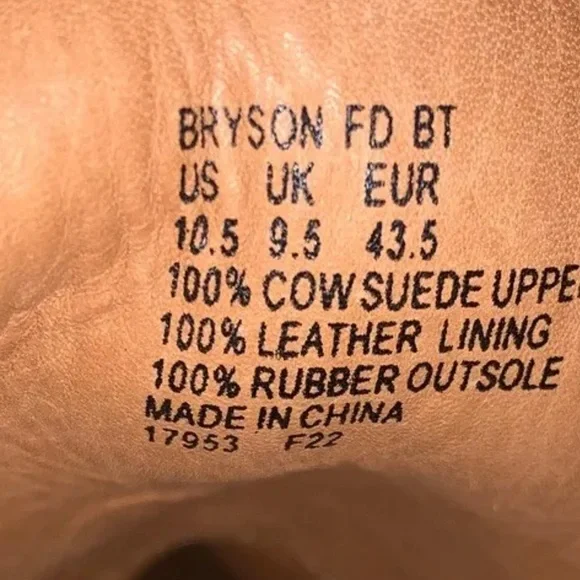 BRYSON FD BT
US UK EUR
10.5 9.5 43.5
100% COW SUEDE UPPE
100% LEATHER LINING
100% RUBBER OUTSOLE
MADE IN CHINA
17953 F22